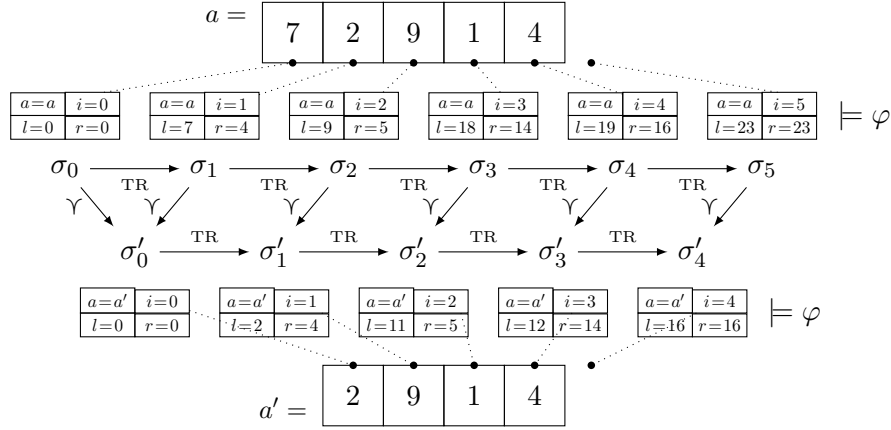 a = 7 2 9 1 4
a=a i=0 a=a i=1 a=a i=2 a=a i=3 a=a i=4 a=a i=5
l=0 r=0 l=7 r=4 l=9 r=5 l=18 r=14 l=19 r=16 l=23 r=23
⊨ φ
σ₀ σ₁ σ₂ σ₃ σ₄ σ₅
TR TR TR TR TR
≻ ≻ ≻ ≻ ≻ ≻
σ′₀ σ′₁ σ′₂ σ′₃ σ′₄
TR TR TR TR
a=a′ i=0 a=a′ i=1 a=a′ i=2 a=a′ i=3 a=a′ i=4
l=0 r=0 l=2 r=4 l=11 r=5 l=12 r=14 l=16 r=16
⊨ φ
a′ = 2 9 1 4